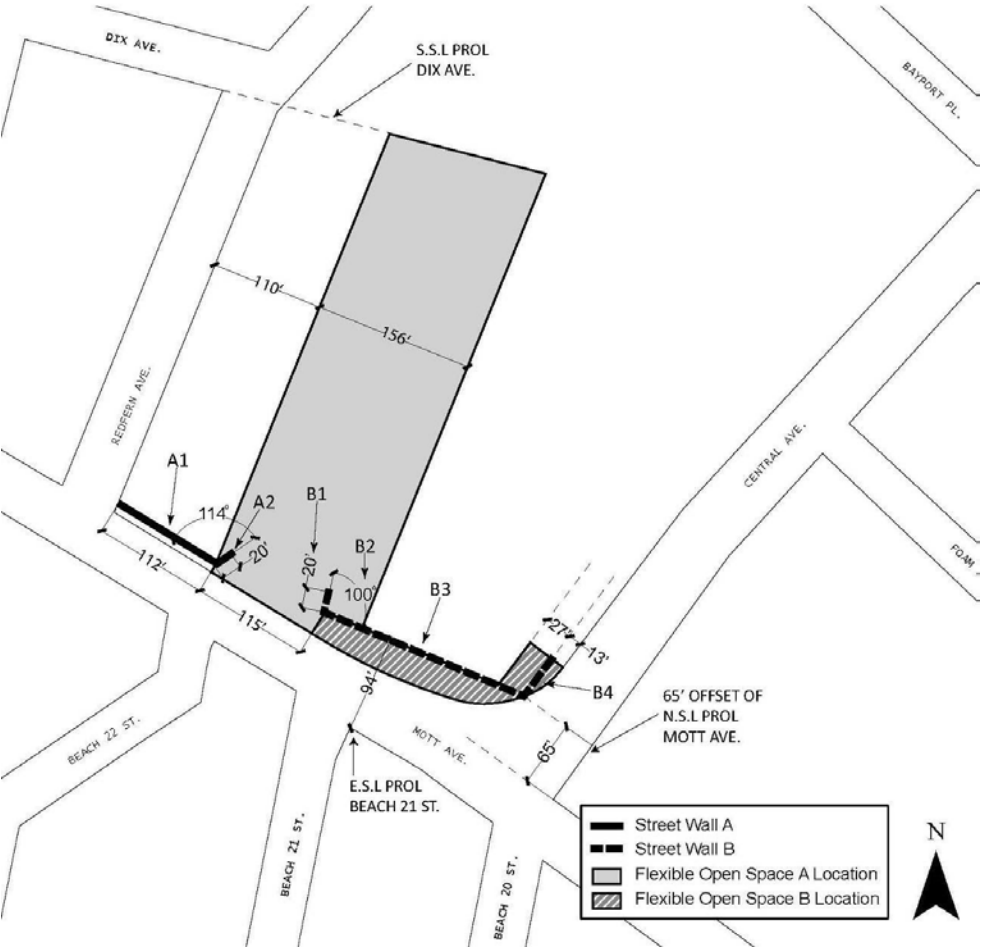 DIX AVE.
S.S.L PROL
DIX AVE.
BAYPORT PL.
110'
156'
REDFERN AVE.
CENTRAL AVE.
A1
114°
A2
B1
B2
20'
20'
100°
B3
FOAM
112'
115'
27'
13'
B4
94'
65' OFFSET OF
N.S.L PROL
MOTT AVE.
MOTT AVE.
65'
BEACH 22 ST.
E.S.L PROL
BEACH 21 ST.
BEACH 21 ST.
BEACH 20 ST.
Street Wall A
Street Wall B
Flexible Open Space A Location
Flexible Open Space B Location
N